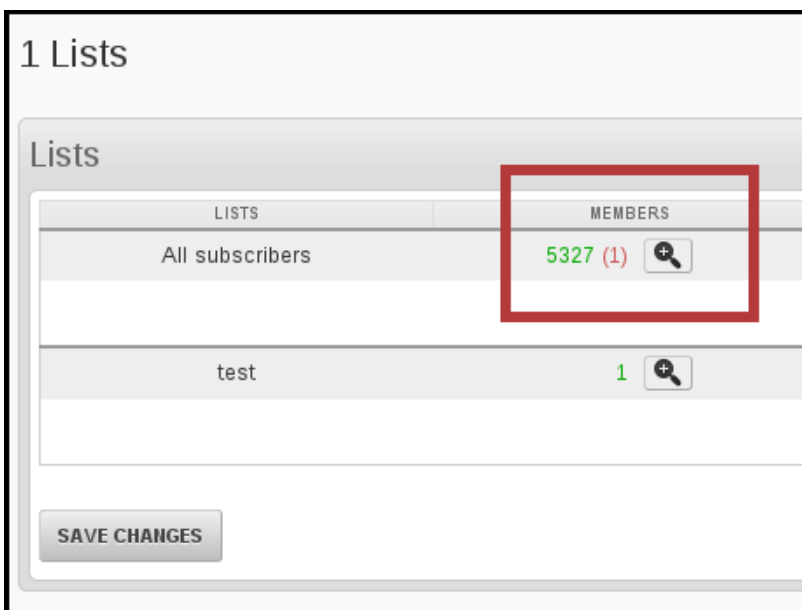 1 Lists
Lists
LISTS MEMBERS
All subscribers 5327 (1)
test 1
SAVE CHANGES